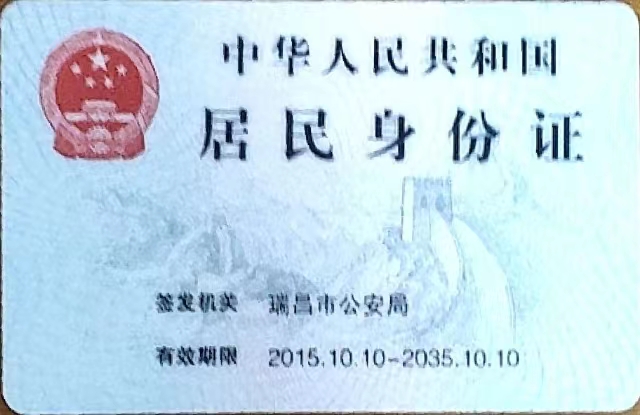 中华人民共和国
居民身份证
签发机关 瑞昌市公安局
有效期限 2015.10.10-2035.10.10